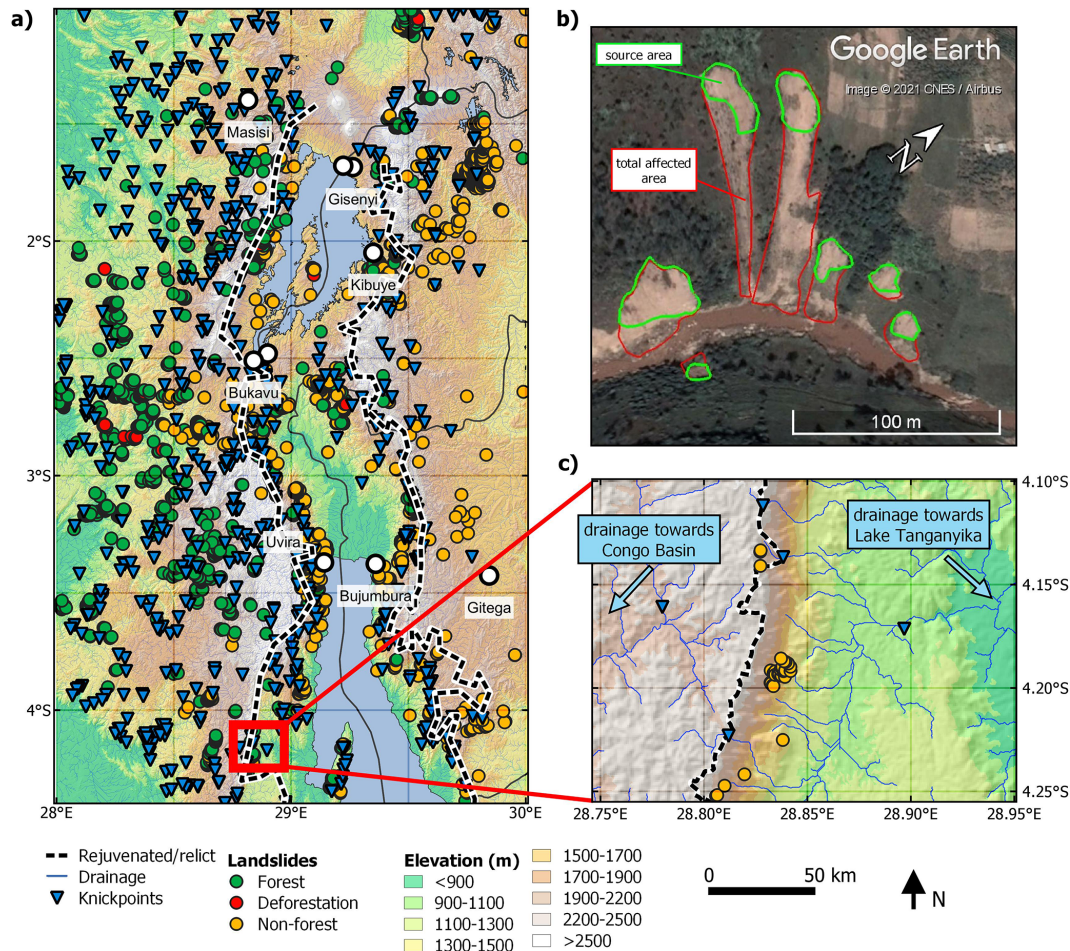 a)
Masisi
Gisenyi
Kibuye
Bukavu
Uvira
Bujumbura
Gitega
2°S
3°S
4°S
28°E
29°E
30°E
b)
Google Earth
Image © 2021 CNES / Airbus
source area
total affected
area
N
100 m
c)
drainage towards
Congo Basin
drainage towards
Lake Tanganyika
4.10°S
4.15°S
4.20°S
4.25°S
28.75°E
28.80°E
28.85°E
28.90°E
28.95°E
Rejuvenated/relict
Drainage
Knickpoints
Landslides
Forest
Deforestation
Non-forest
Elevation (m)
<900
900-1100
1100-1300
1300-1500
1500-1700
1700-1900
1900-2200
2200-2500
>2500
0
50 km
N